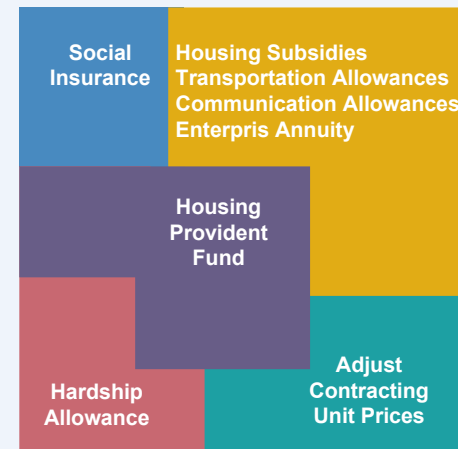 Social
Insurance
Housing Subsidies
Transportation Allowances
Communication Allowances
Enterpris Annuity
Housing
Provident
Fund
Hardship
Allowance
Adjust
Contracting
Unit Prices